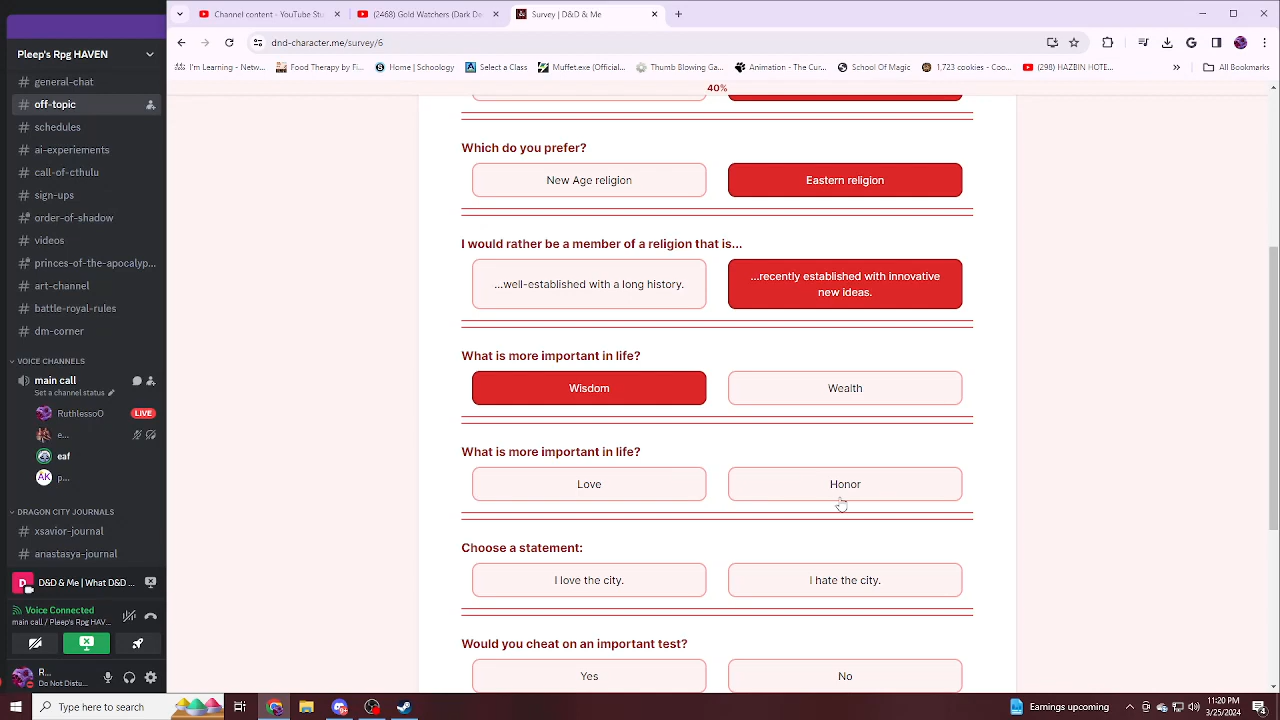 Pleep's Rpg HAVEN
general-chat
off-topic
schedules
ai-experiements
call-of-cthulu
sign-ups
order-of-shadow
videos
princes-of-the-apocalyp...
art-channel
battle-royal-rules
dm-corner
VOICE CHANNELS
main call
Set a channel status
RuthlessoO
LIVE
e...
eaf
AK p...
DRAGON CITY JOURNALS
xsavior-journal
anastasya-journal
D D&D & Me | What D&D ...
Voice Connected
main call / Pleep's Rpg HAV...
R...
Do Not Distu...
Channel content - YouTube Stu
(2468) Gold Watchers (Dark De
Survey | D&D & Me
dnd-character.me/survey/6
I'm Learning - Netw...
Food Therapy by Fi...
Home | Schoology
Select a Class
Muffet.exe (Official...
Thumb Blowing Ga...
Animation - The Cur...
School Of Magic
1,723 cookies - Coo...
(298) HAZBIN HOTE...
All Bookmarks
40%
Which do you prefer?
New Age religion
Eastern religion
I would rather be a member of a religion that is...
...well-established with a long history.
...recently established with innovative
new ideas.
What is more important in life?
Wisdom
Wealth
What is more important in life?
Love
Honor
Choose a statement:
I love the city.
I hate the city.
Would you cheat on an important test?
Yes
No
Type here to search
Earnings upcoming
11:20 PM
3/25/2024